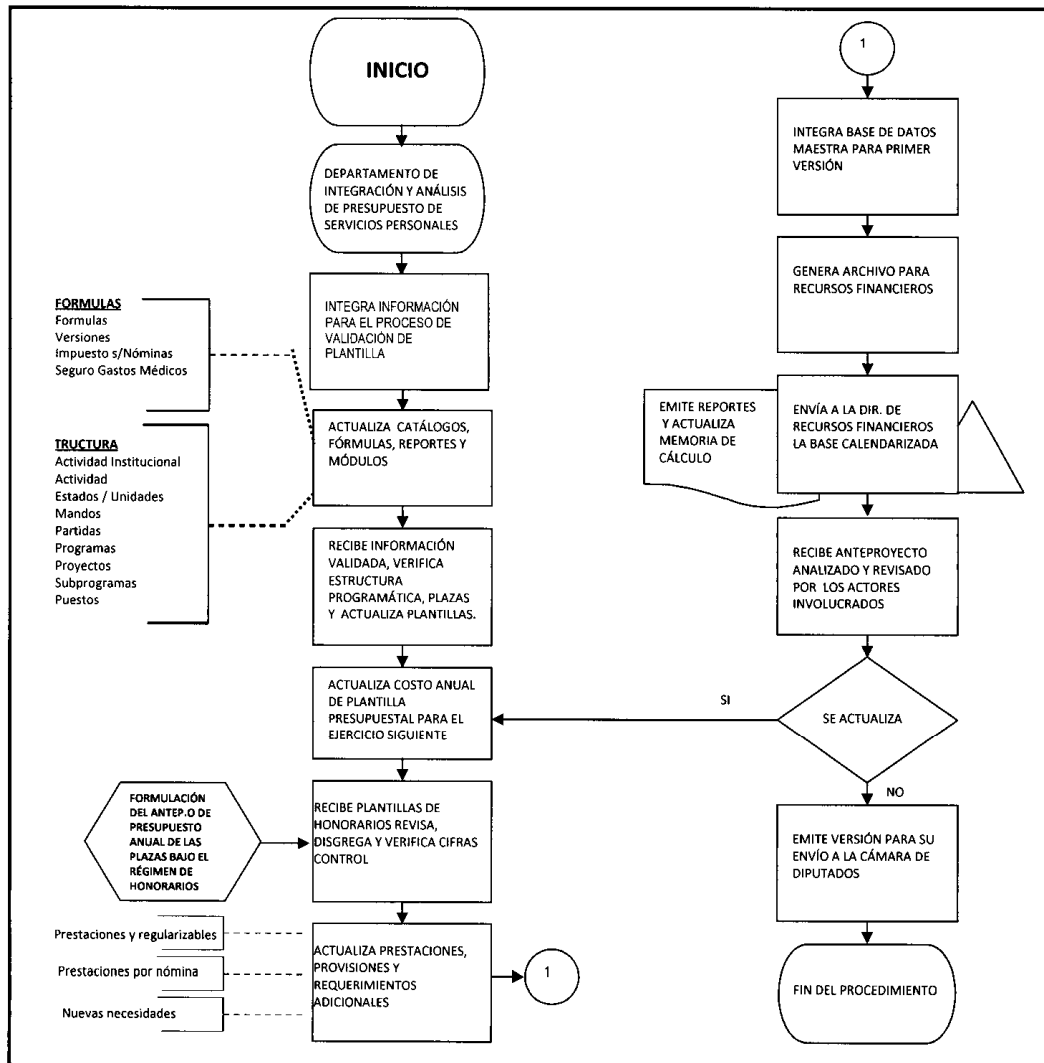 INICIO
DEPARTAMENTO DE
INTEGRACIÓN Y ANÁLISIS
DE PRESUPUESTO DE
SERVICIOS PERSONALES
INTEGRA INFORMACIÓN
PARA EL PROCESO DE
VALIDACIÓN DE
PLANTILLA
FORMULAS
Formulas
Versiones
Impuesto s/Nóminas
Seguro Gastos Médicos
ACTUALIZA CATÁLOGOS,
FÓRMULAS, REPORTES Y
MÓDULOS
TRUCTURA
Actividad Institucional
Actividad
Estados / Unidades
Mandos
Partidas
Programas
Proyectos
Subprogramas
Puestos
RECIBE INFORMACIÓN
VALIDADA, VERIFICA
ESTRUCTURA
PROGRAMÁTICA, PLAZAS
Y ACTUALIZA PLANTILLAS.
ACTUALIZA COSTO ANUAL
DE PLANTILLA
PRESUPUESTAL PARA EL
EJERCICIO SIGUIENTE
FORMULACIÓN
DEL ANTEP.O DE
PRESUPUESTO
ANUAL DE LAS
PLAZAS BAJO EL
RÉGIMEN DE
HONORARIOS
RECIBE PLANTILLAS DE
HONORARIOS REVISA,
DISGREGA Y VERIFICA CIFRAS
CONTROL
Prestaciones y regularizables
Prestaciones por nómina
Nuevas necesidades
ACTUALIZA PRESTACIONES,
PROVISIONES Y
REQUERIMIENTOS
ADICIONALES
1
1
INTEGRA BASE DE DATOS
MAESTRA PARA PRIMER
VERSIÓN
GENERA ARCHIVO PARA
RECURSOS FINANCIEROS
EMITE REPORTES
Y ACTUALIZA
MEMORIA DE
CÁLCULO
ENVÍA A LA DIR. DE
RECURSOS FINANCIEROS
LA BASE CALENDARIZADA
RECIBE ANTEPROYECTO
ANALIZADO Y REVISADO
POR LOS ACTORES
INVOLUCRADOS
SE ACTUALIZA
SI
NO
EMITE VERSIÓN PARA SU
ENVÍO A LA CÁMARA DE
DIPUTADOS
FIN DEL PROCEDIMIENTO